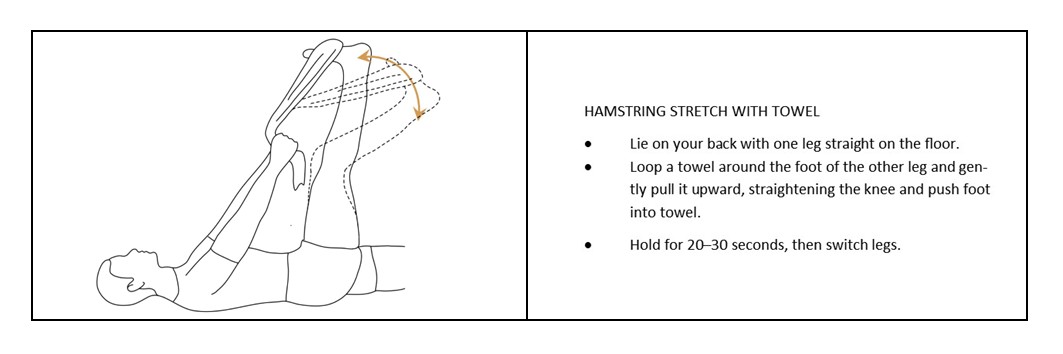 HAMSTRING STRETCH WITH TOWEL
● Lie on your back with one leg straight on the floor.
● Loop a towel around the foot of the other leg and gen-
tly pull it upward, straightening the knee and push foot
into towel.
● Hold for 20–30 seconds, then switch legs.